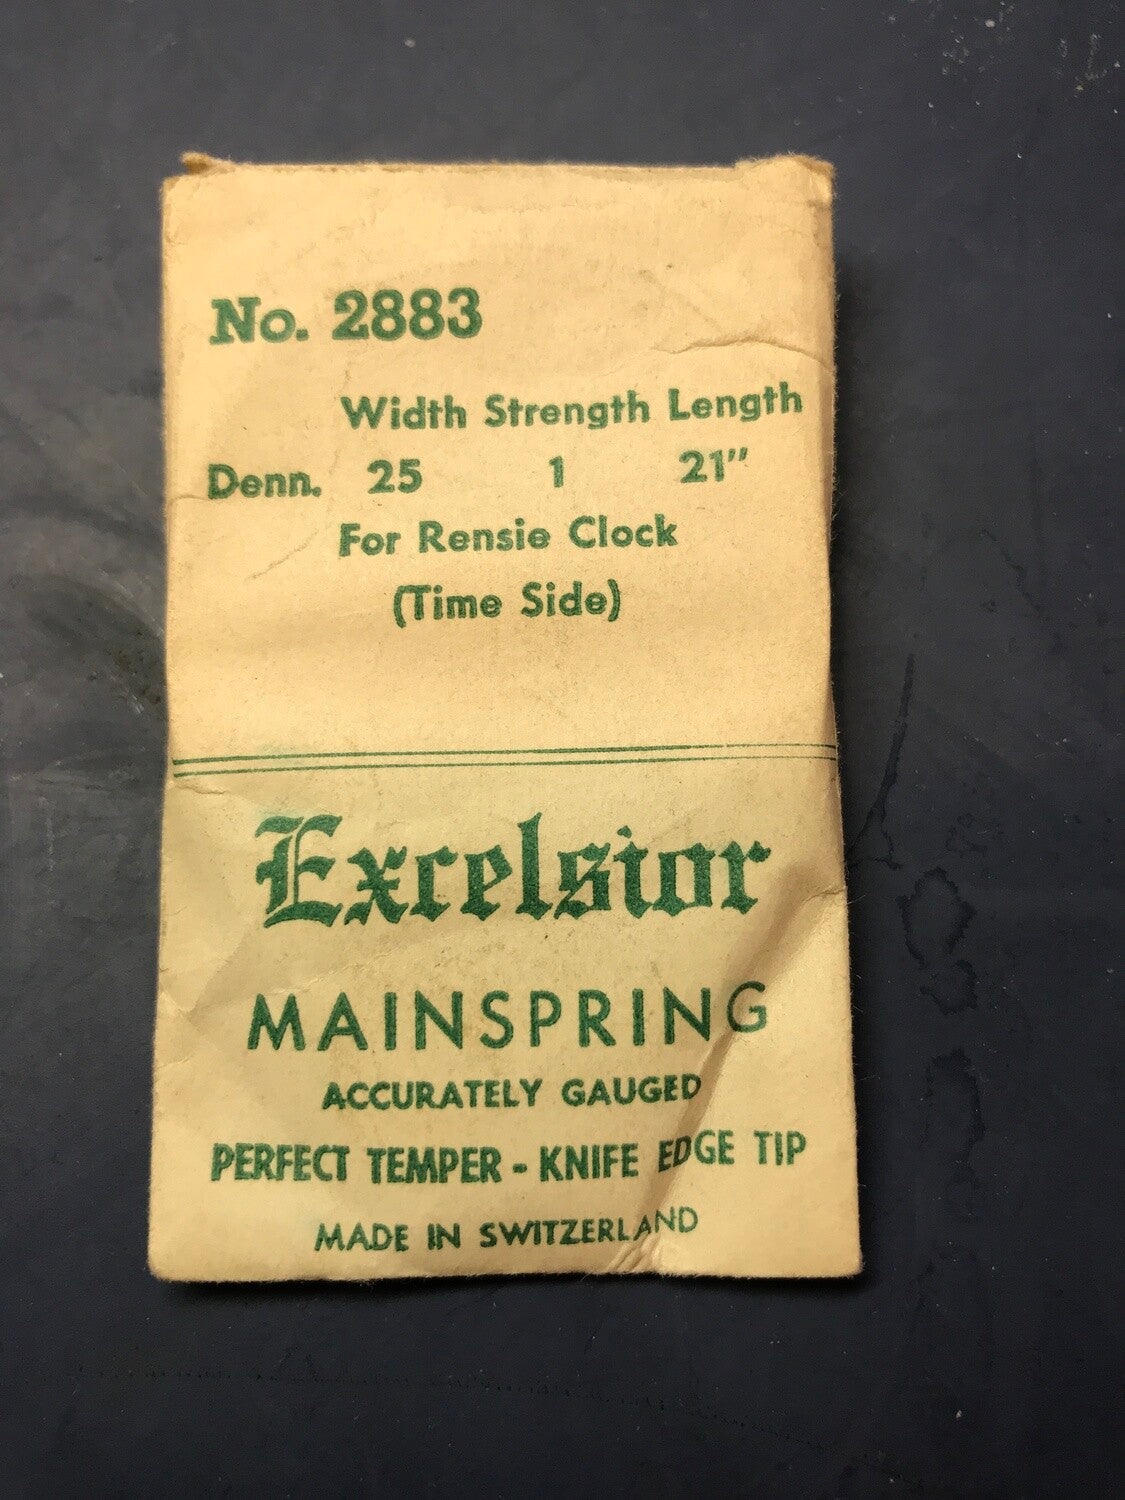 No. 2883
Width Strength Length
Denn. 25 1 21"
For Rensie Clock
(Time Side)
Excelsior
MAINSPRING
ACCURATELY GAUGED
PERFECT TEMPER - KNIFE EDGE TIP
MADE IN SWITZERLAND